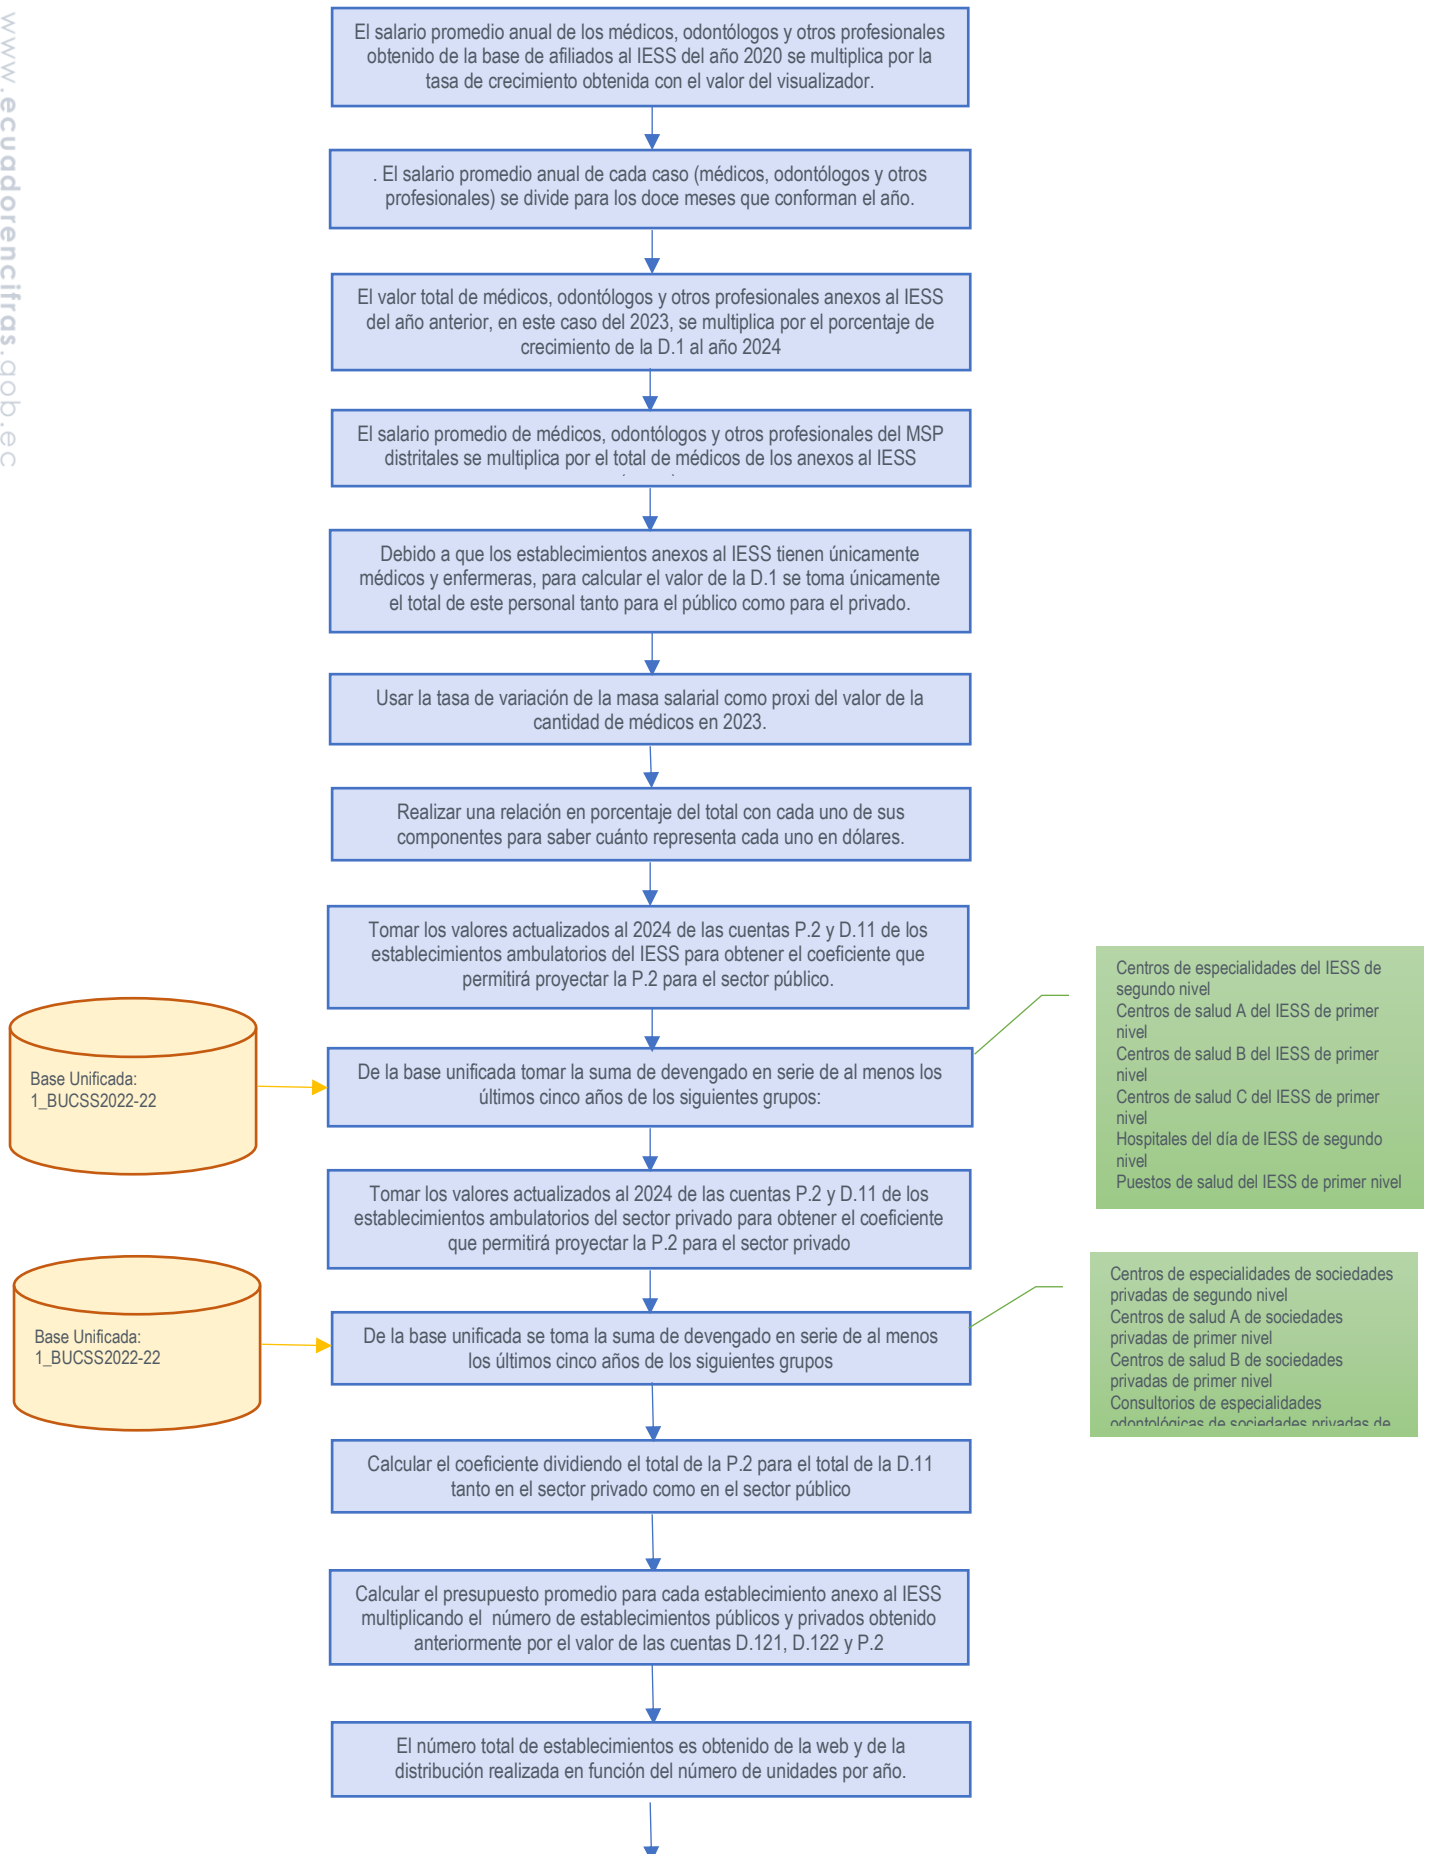 www.ecuadorencifras.gob.ec
El salario promedio anual de los médicos, odontólogos y otros profesionales
obtenido de la base de afiliados al IESS del año 2020 se multiplica por la
tasa de crecimiento obtenida con el valor del visualizador.
. El salario promedio anual de cada caso (médicos, odontólogos y otros
profesionales) se divide para los doce meses que conforman el año.
El valor total de médicos, odontólogos y otros profesionales anexos al IESS
del año anterior, en este caso del 2023, se multiplica por el porcentaje de
crecimiento de la D.1 al año 2024
El salario promedio de médicos, odontólogos y otros profesionales del MSP
distritales se multiplica por el total de médicos de los anexos al IESS
Debido a que los establecimientos anexos al IESS tienen únicamente
médicos y enfermeras, para calcular el valor de la D.1 se toma únicamente
el total de este personal tanto para el público como para el privado.
Usar la tasa de variación de la masa salarial como proxi del valor de la
cantidad de médicos en 2023.
Realizar una relación en porcentaje del total con cada uno de sus
componentes para saber cuánto representa cada uno en dólares.
Tomar los valores actualizados al 2024 de las cuentas P.2 y D.11 de los
establecimientos ambulatorios del IESS para obtener el coeficiente que
permitirá proyectar la P.2 para el sector público.
Base Unificada:
1_BUCSS2022-22
De la base unificada tomar la suma de devengado en serie de al menos los
últimos cinco años de los siguientes grupos:
Centros de especialidades del IESS de
segundo nivel
Centros de salud A del IESS de primer
nivel
Centros de salud B del IESS de primer
nivel
Centros de salud C del IESS de primer
nivel
Hospitales del día de IESS de segundo
nivel
Puestos de salud del IESS de primer nivel
Tomar los valores actualizados al 2024 de las cuentas P.2 y D.11 de los
establecimientos ambulatorios del sector privado para obtener el coeficiente
que permitirá proyectar la P.2 para el sector privado
Base Unificada:
1_BUCSS2022-22
De la base unificada se toma la suma de devengado en serie de al menos
los últimos cinco años de los siguientes grupos
Centros de especialidades de sociedades
privadas de segundo nivel
Centros de salud A de sociedades
privadas de primer nivel
Centros de salud B de sociedades
privadas de primer nivel
Consultorios de especialidades
odontológicas de sociedades privadas de
Calcular el coeficiente dividiendo el total de la P.2 para el total de la D.11
tanto en el sector privado como en el sector público
Calcular el presupuesto promedio para cada establecimiento anexo al IESS
multiplicando el número de establecimientos públicos y privados obtenido
anteriormente por el valor de las cuentas D.121, D.122 y P.2
El número total de establecimientos es obtenido de la web y de la
distribución realizada en función del número de unidades por año.